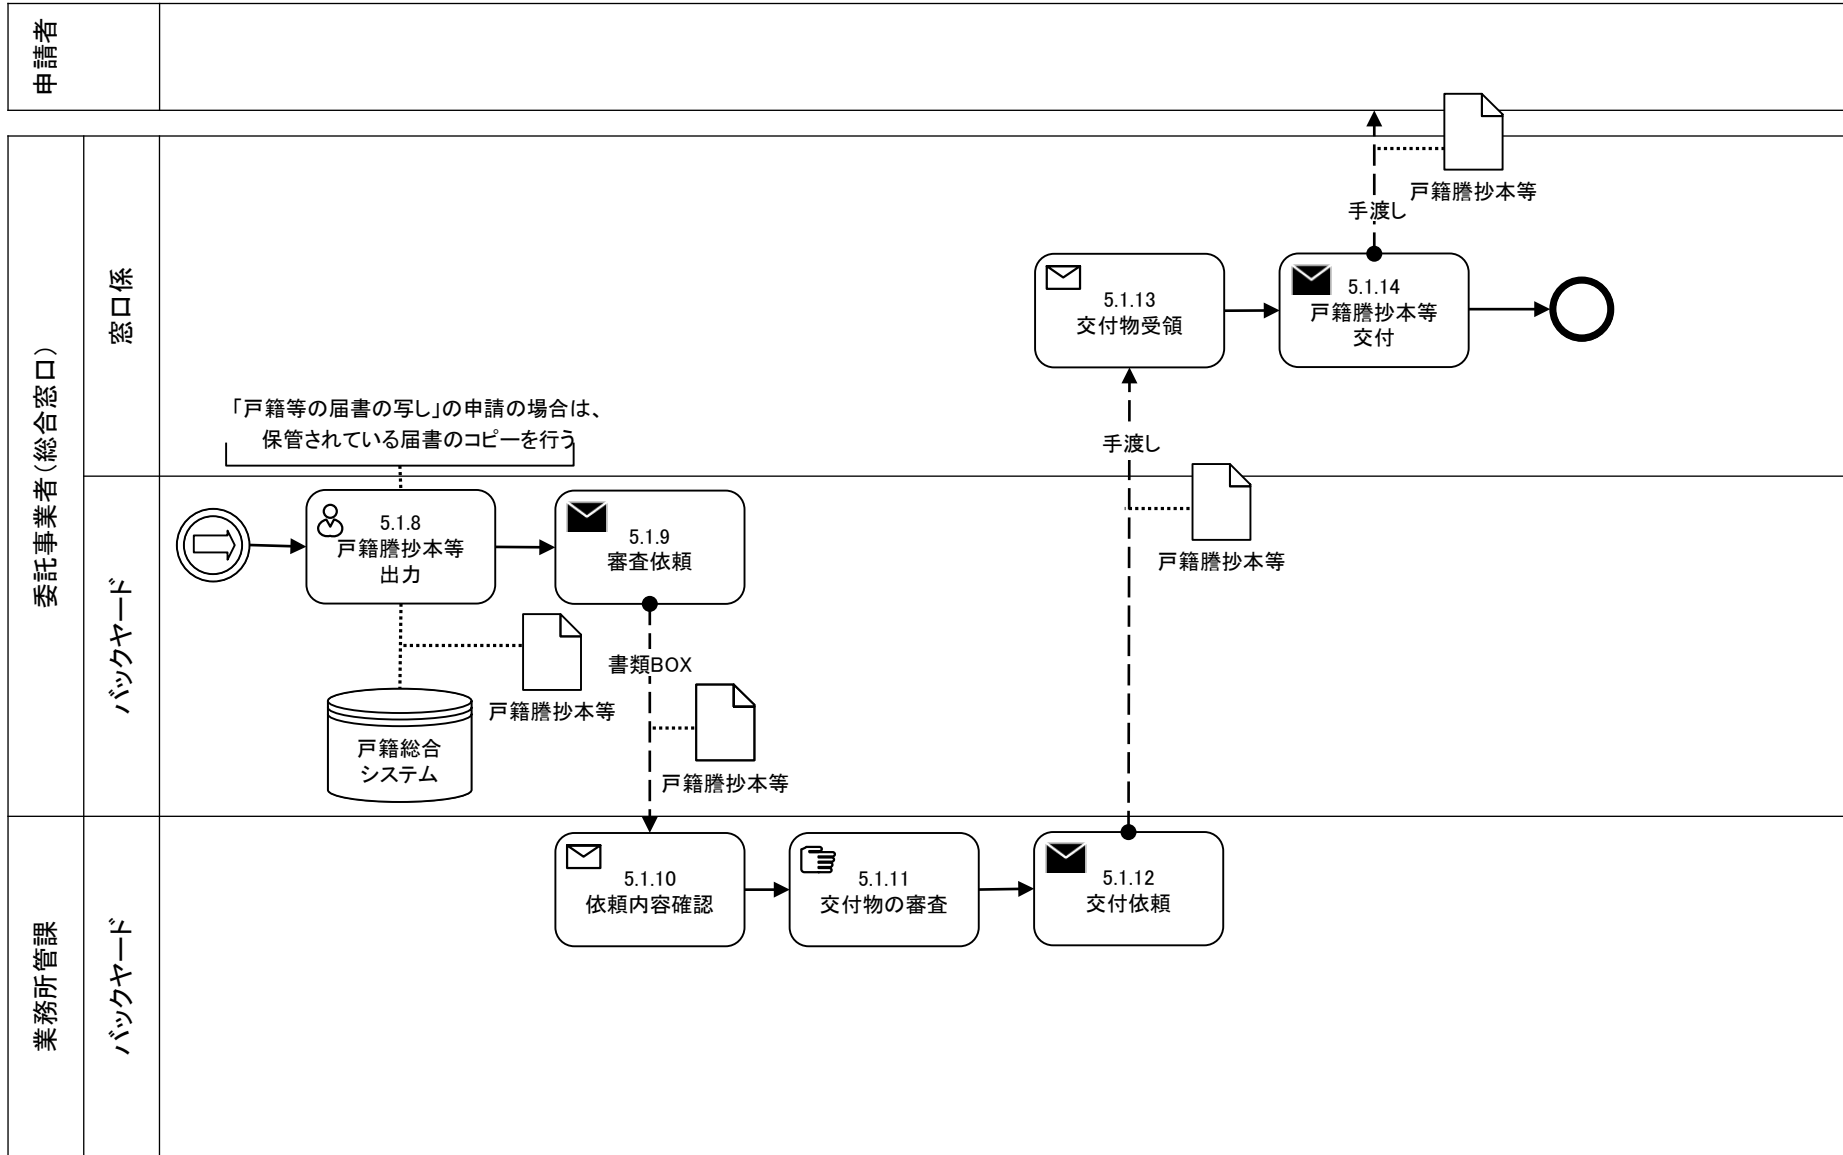 申請者
委託事業者（総合窓口）
窓口係
バックヤード
業務所管課
バックヤード
戸籍謄抄本等
手渡し
5.1.13
交付物受領
5.1.14
戸籍謄抄本等
交付
「戸籍等の届書の写し」の申請の場合は、
保管されている届書のコピーを行う
手渡し
戸籍謄抄本等
5.1.8
戸籍謄抄本等
出力
5.1.9
審査依頼
書類BOX
戸籍謄抄本等
戸籍総合
システム
戸籍謄抄本等
5.1.10
依頼内容確認
5.1.11
交付物の審査
5.1.12
交付依頼